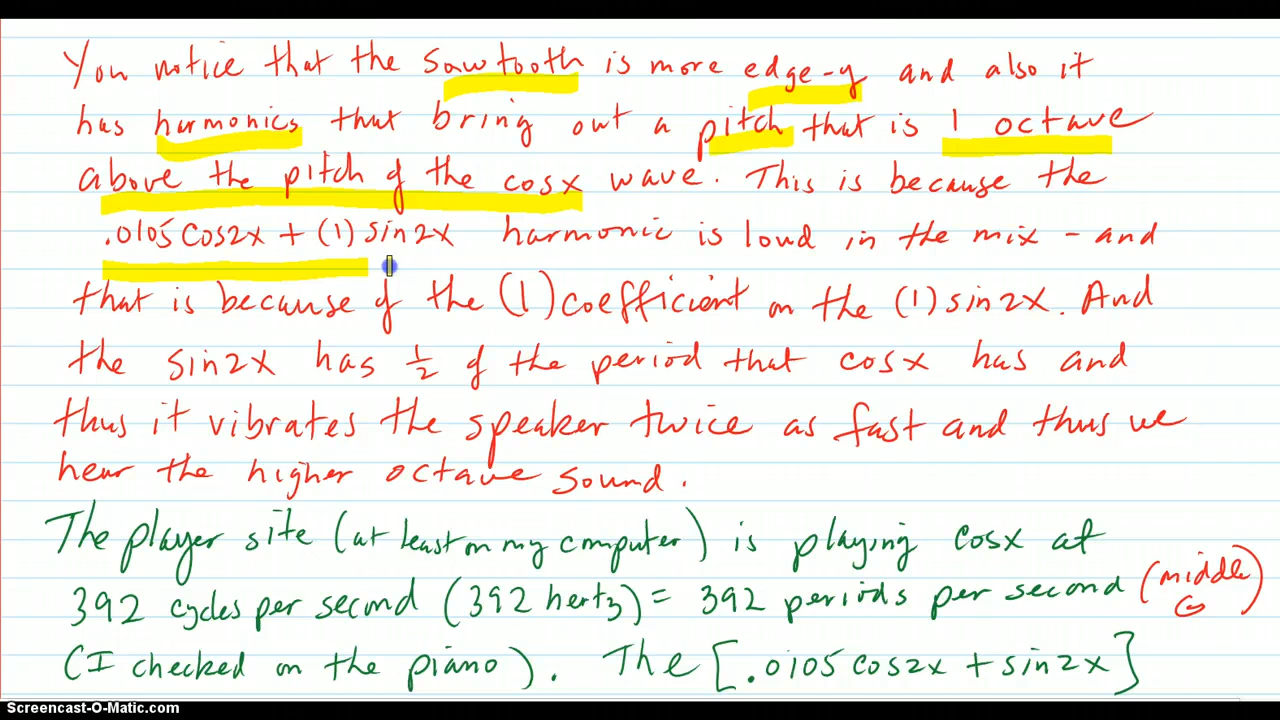 You notice that the sawtooth is more edge-y and also it
has harmonics that bring out a pitch that is 1 octave
above the pitch of the cosx wave. This is because the
.0105 cos2x + (1) sin2x harmonic is loud in the mix - and
that is because of the (1) coefficient on the (1) sin2x. And
the sin2x has 1/2 of the period that cosx has and
thus it vibrates the speaker twice as fast and thus we
hear the higher octave sound.
The player site (at least on my computer) is playing cosx at
392 cycles per second (392 hertz) = 392 periods per second (middle G)
(I checked on the piano). The [.0105 cos2x + sin2x]
Screencast-O-Matic.com